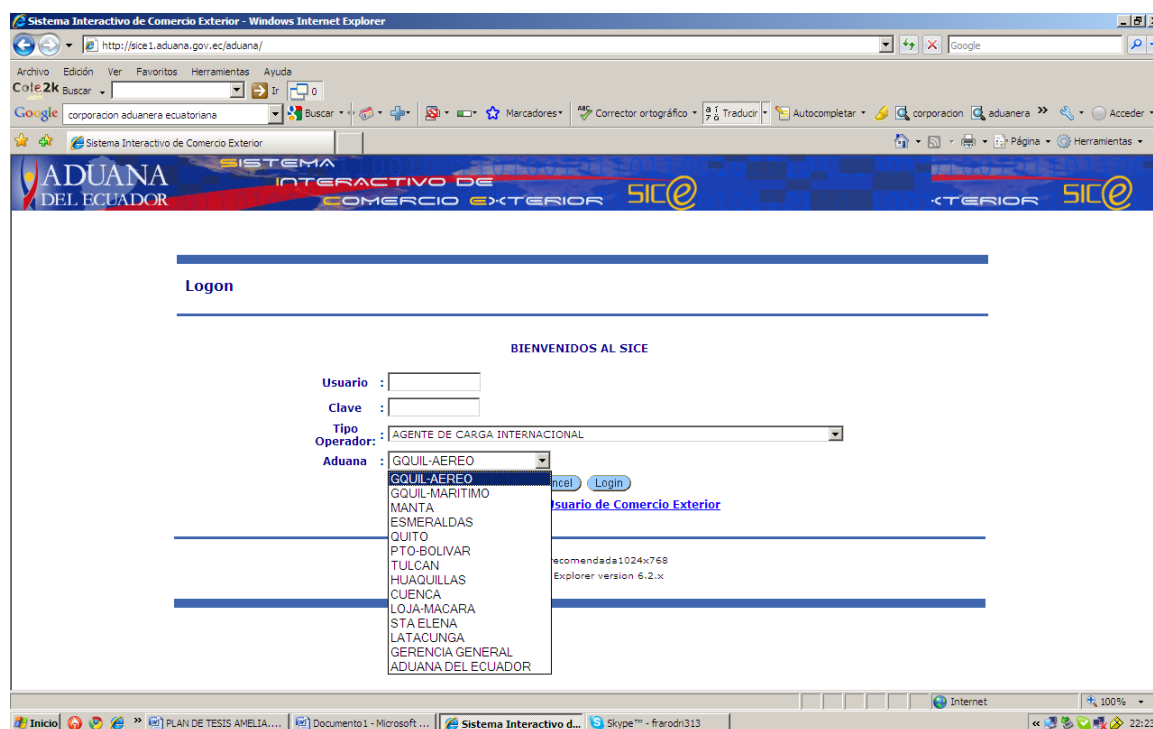 Sistema Interactivo de Comercio Exterior - Windows Internet Explorer
http://sice1.aduana.gov.ec/aduana/
Google
Archivo Edición Ver Favoritos Herramientas Ayuda
Cole2k Buscar Ir 0
Google corporacion aduanera ecuatoriana Buscar Marcadores Corrector ortográfico Traducir Autocompletar corporacion aduanera Acceder
Sistema Interactivo de Comercio Exterior Página Herramientas
ADUANA
DEL ECUADOR
SISTEMA
INTERACTIVO DE
COMERCIO EXTERIOR
SICE
XTERIOR SICE
Logon
BIENVENIDOS AL SICE
Usuario :
Clave :
Tipo
Operador: : AGENTE DE CARGA INTERNACIONAL
Aduana : GQUIL-AEREO
GQUIL-AEREO
ncel Login
GQUIL-MARITIMO
MANTA
Usuario de Comercio Exterior
ESMERALDAS
QUITO
PTO-BOLIVAR
recomendada1024x768
TULCAN
Explorer version 6.2.x
HUAQUILLAS
CUENCA
LOJA-MACARA
STA ELENA
LATACUNGA
GERENCIA GENERAL
ADUANA DEL ECUADOR
Internet 100%
Inicio » PLAN DE TESIS AMELIA.... Documento1 - Microsoft ... Sistema Interactivo d... Skype™ - frarodri313 « 22:23